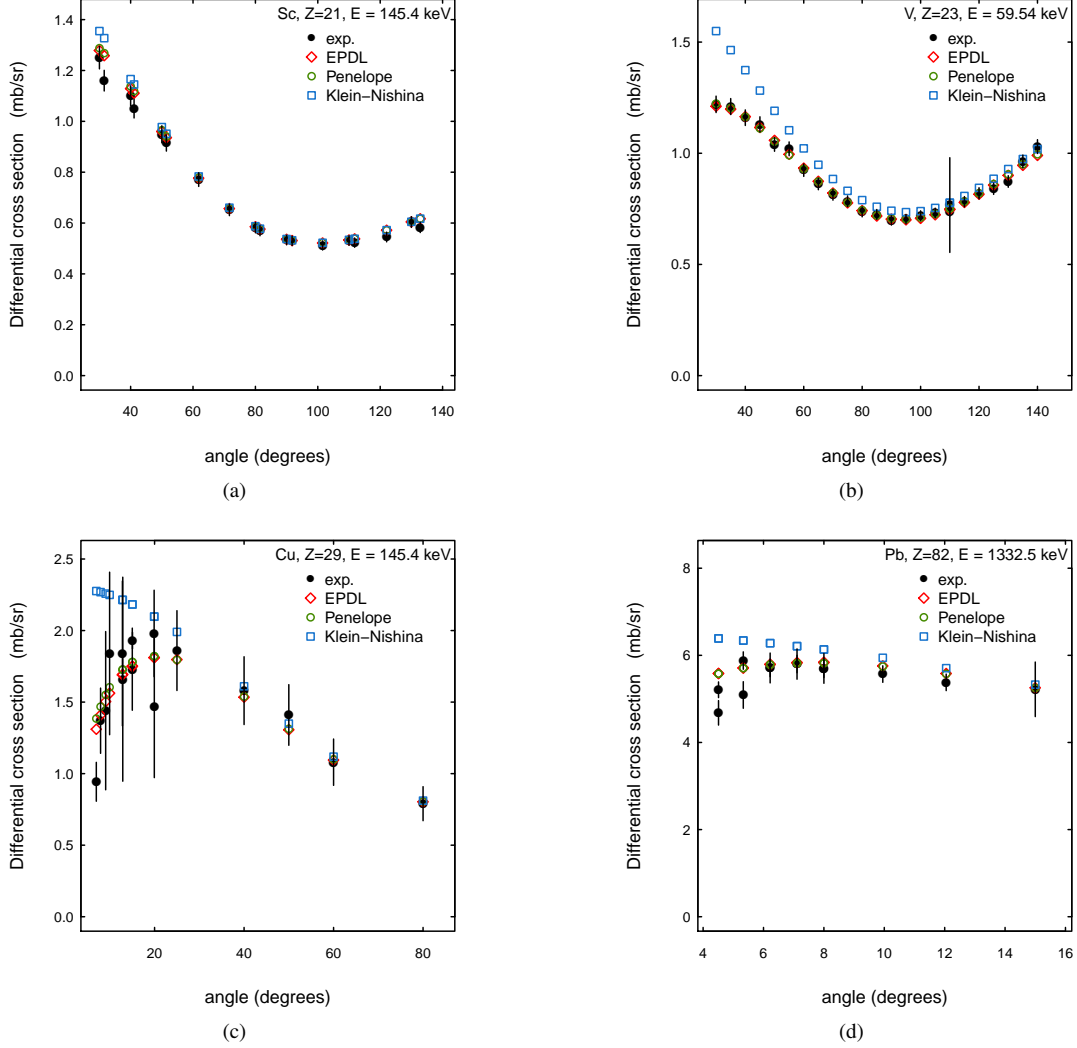 Sc, Z=21, E = 145.4 keV
exp.
EPDL
Penelope
Klein−Nishina
Differential cross section (mb/sr)
1.4
1.2
1.0
0.8
0.6
0.4
0.2
0.0
40 60 80 100 120 140
angle (degrees)
(a)
V, Z=23, E = 59.54 keV
exp.
EPDL
Penelope
Klein−Nishina
Differential cross section (mb/sr)
1.5
1.0
0.5
0.0
40 60 80 100 120 140
angle (degrees)
(b)
Cu, Z=29, E = 145.4 keV
exp.
EPDL
Penelope
Klein−Nishina
Differential cross section (mb/sr)
2.5
2.0
1.5
1.0
0.5
0.0
20 40 60 80
angle (degrees)
(c)
Pb, Z=82, E = 1332.5 keV
exp.
EPDL
Penelope
Klein−Nishina
Differential cross section (mb/sr)
8
6
4
2
0
4 6 8 10 12 14 16
angle (degrees)
(d)